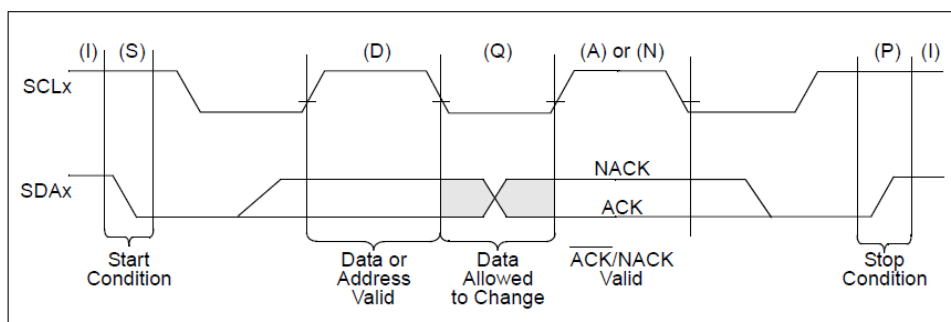 (I) (S) (D) (Q) (A) or (N) (P) (I)
SCLx
NACK
SDAx
ACK
Start
Condition
Data or
Address
Valid
Data
Allowed
to Change
ACK/NACK
Valid
Stop
Condition